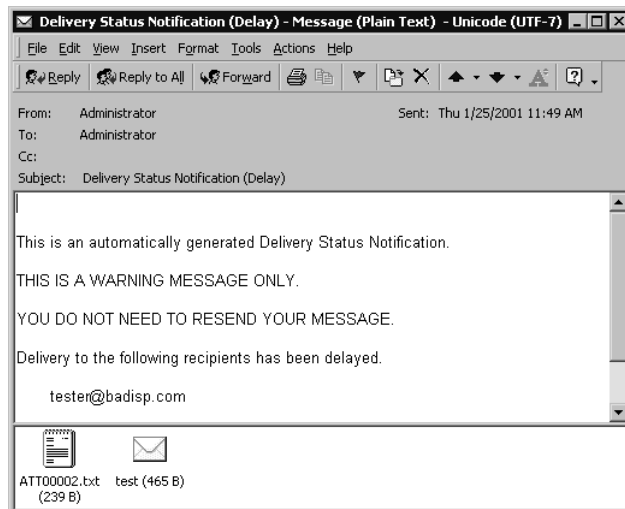 Delivery Status Notification (Delay) - Message (Plain Text) - Unicode (UTF-7)
File Edit View Insert Format Tools Actions Help
Reply Reply to All Forward
From: Administrator Sent: Thu 1/25/2001 11:49 AM
To: Administrator
Cc:
Subject: Delivery Status Notification (Delay)
This is an automatically generated Delivery Status Notification.
THIS IS A WARNING MESSAGE ONLY.
YOU DO NOT NEED TO RESEND YOUR MESSAGE.
Delivery to the following recipients has been delayed.
tester@badisp.com
ATT00002.txt test (465 B)
(239 B)